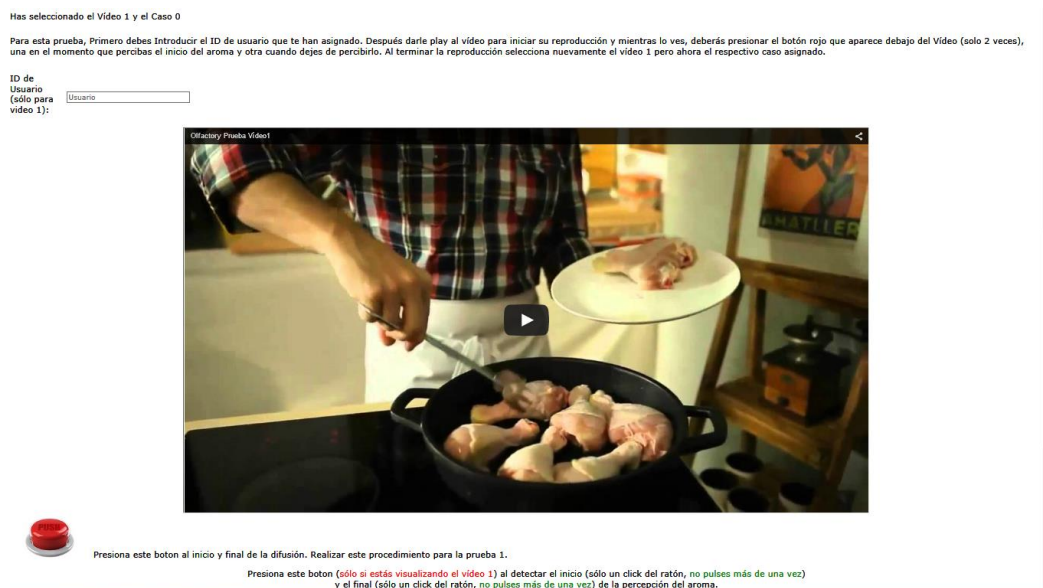 Has seleccionado el Vídeo 1 y el Caso 0
Para esta prueba, Primero debes Introducir el ID de usuario que te han asignado. Después darle play al vídeo para iniciar su reproducción y mientras lo ves, deberás presionar el botón rojo que aparece debajo del Vídeo (solo 2 veces),
una en el momento que percibas el inicio del aroma y otra cuando dejes de percibirlo. Al terminar la reproducción selecciona nuevamente el vídeo 1 pero ahora el respectivo caso asignado.
ID de
Usuario
(sólo para
video 1):
Usuario
Olfactory Prueba Video1
AMATLLER
PUSH
Presiona este boton al inicio y final de la difusión. Realizar este procedimiento para la prueba 1.
Presiona este boton (sólo si estás visualizando el vídeo 1) al detectar el inicio (sólo un click del ratón, no pulses más de una vez)
y el final (sólo un click del ratón, no pulses más de una vez) de la percepción del aroma.